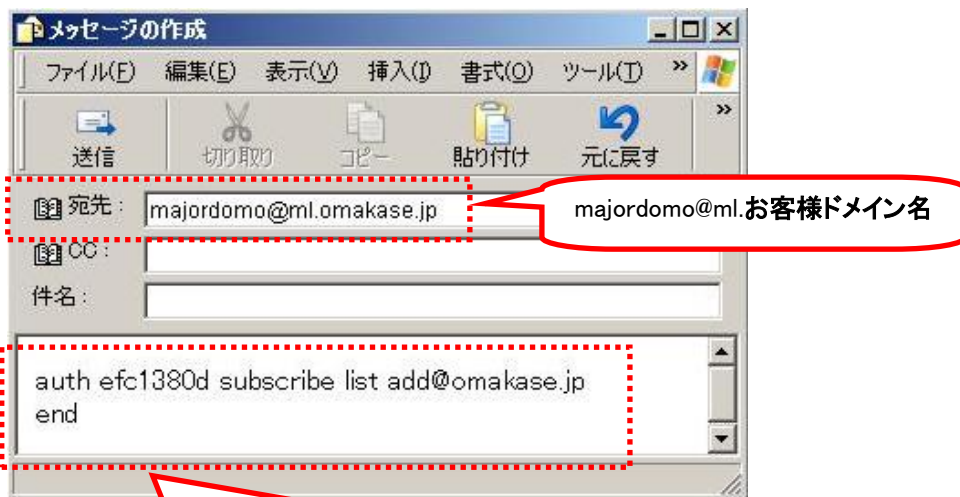 メッセージの作成
ファイル(F) 編集(E) 表示(V) 挿入(I) 書式(O) ツール(T) »
送信 切り取り コピー 貼り付け 元に戻す »
宛先: majordomo@ml.omakase.jp
majordomo@ml.お客様ドメイン名
CC:
件名:
auth efc1380d subscribe list add@omakase.jp
end